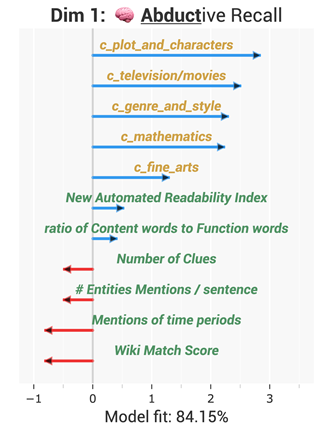 Dim 1: 🧠 Abductive Recall
c_plot_and_characters
c_television/movies
c_genre_and_style
c_mathematics
c_fine_arts
New Automated Readability Index
ratio of Content words to Function words
Number of Clues
# Entities Mentions / sentence
Mentions of time periods
Wiki Match Score
−1 0 1 2 3
Model fit: 84.15%